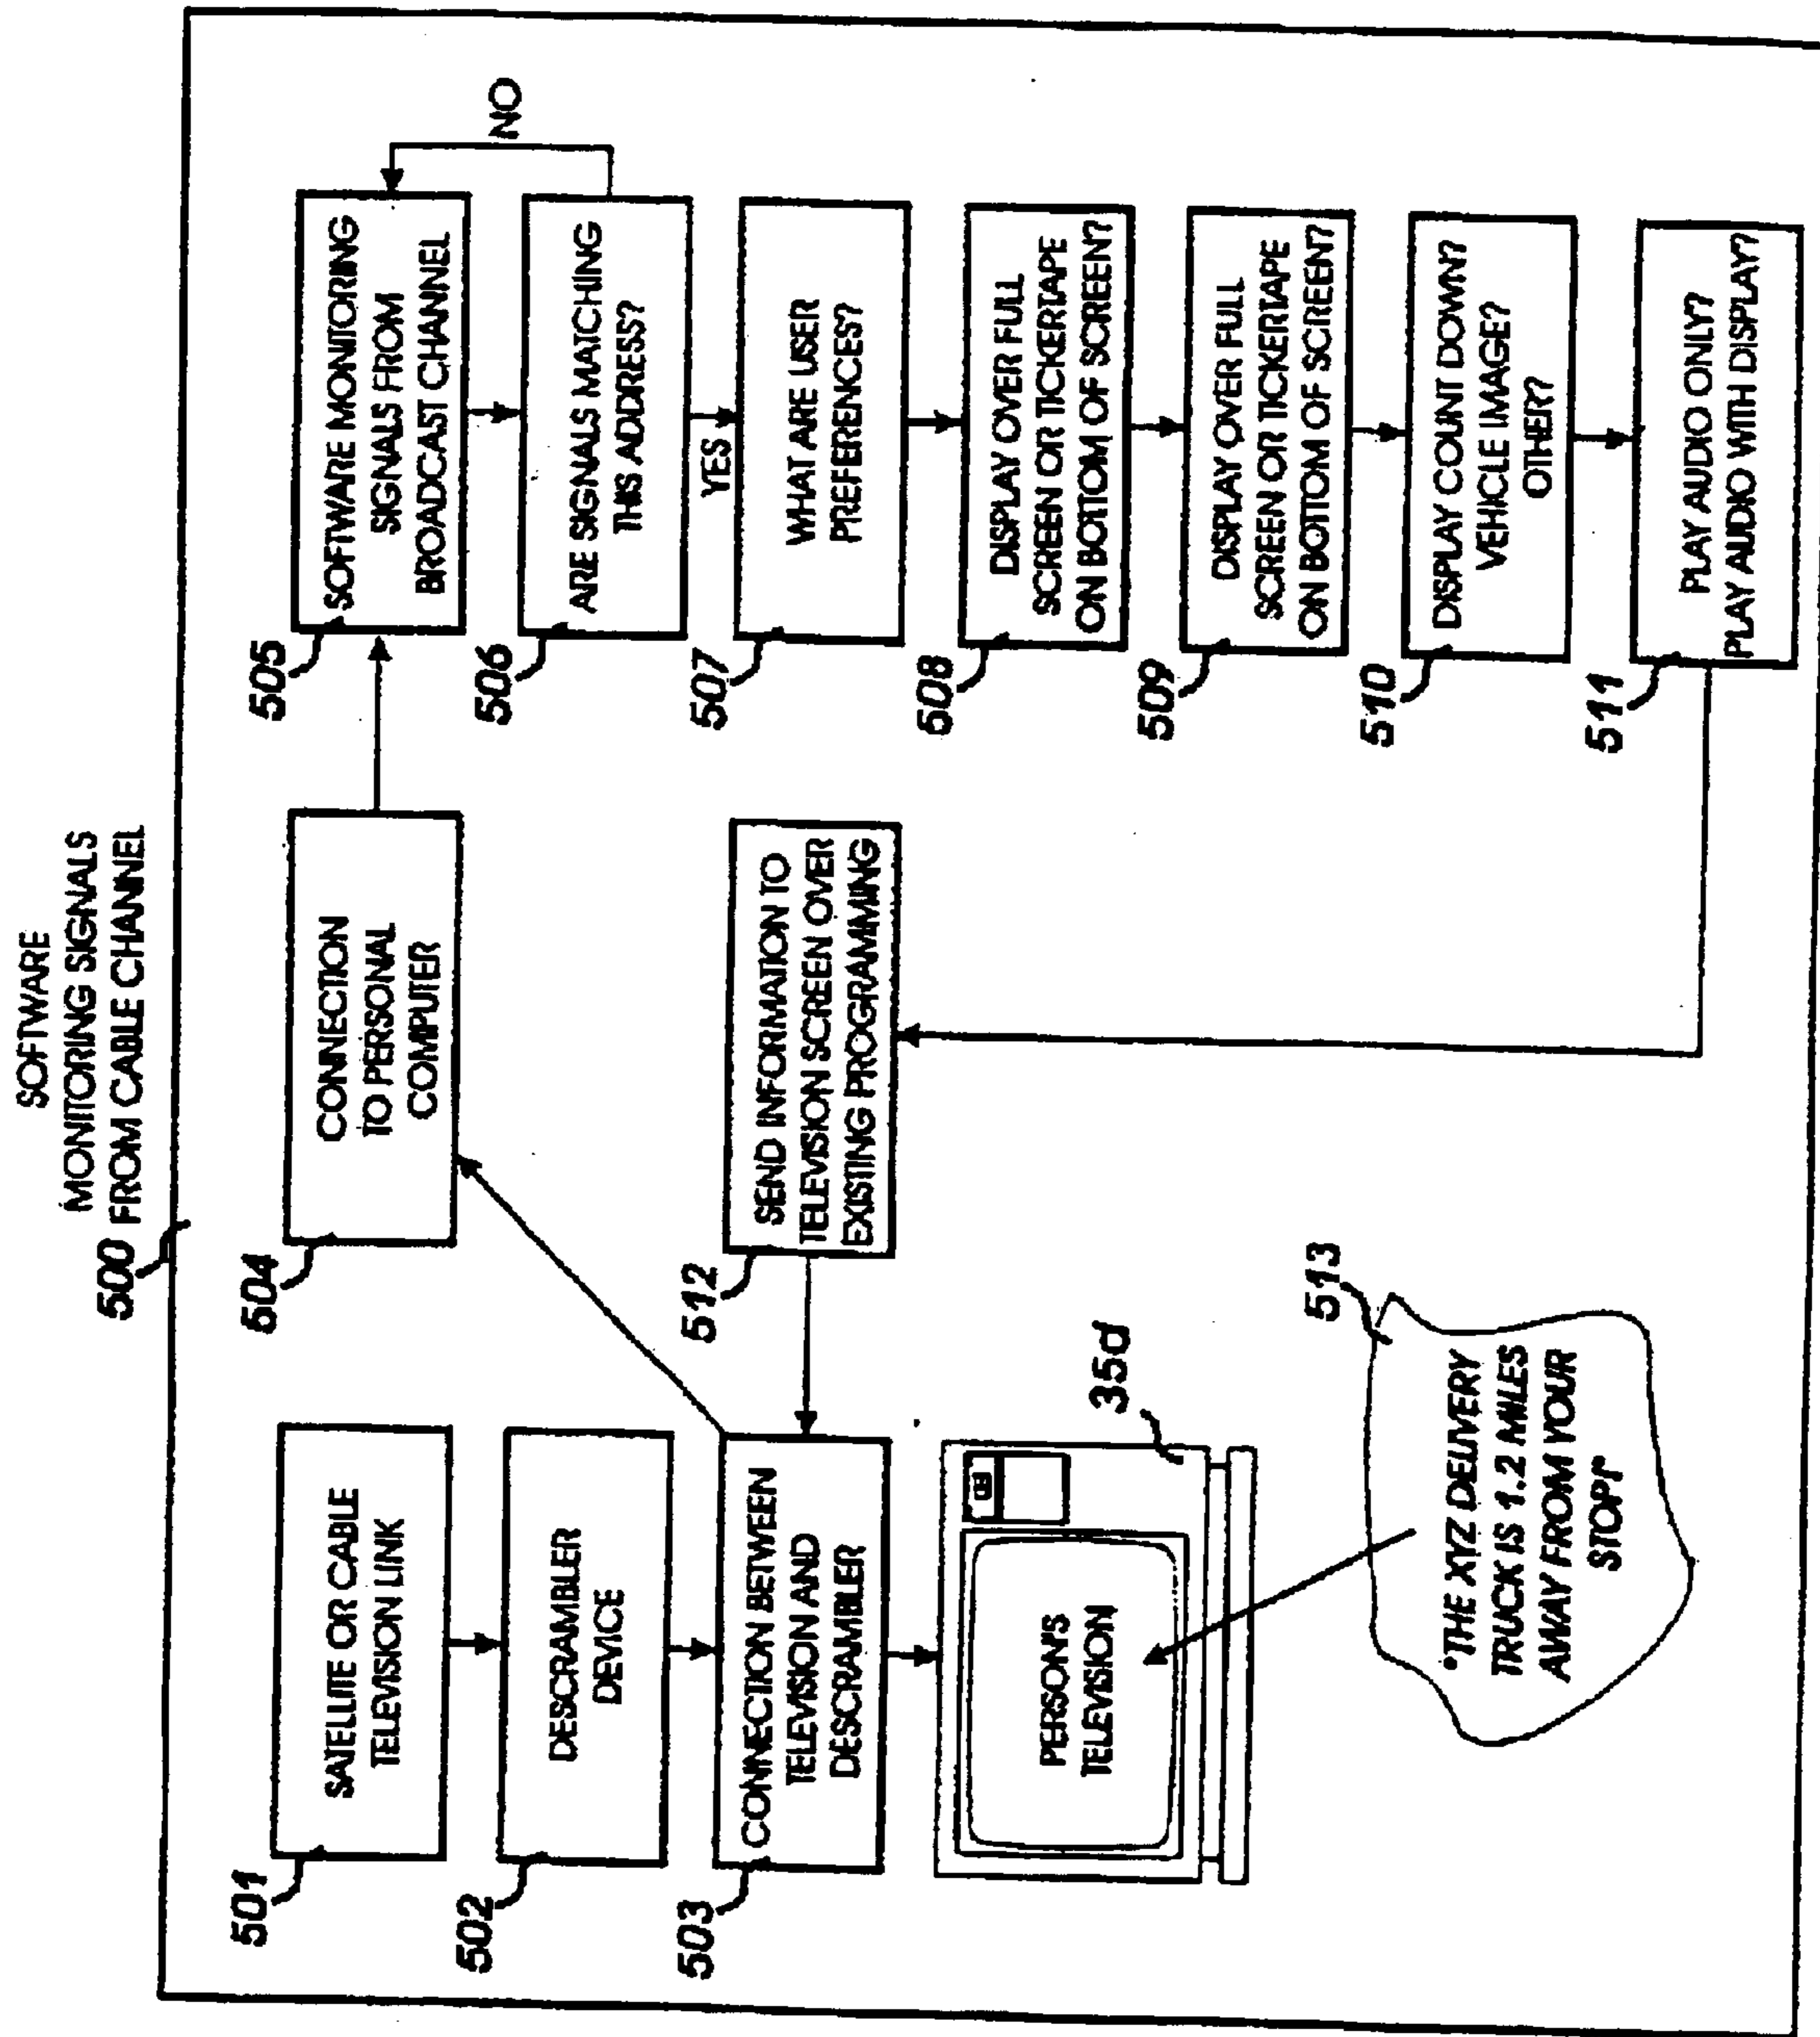 SOFTWARE
MONITORING SIGNALS
500 FROM CABLE CHANNEL
501
SATELLITE OR CABLE
TELEVISION LINK
502
DESCRAMBLER
DEVICE
503
CONNECTION BETWEEN
TELEVISION AND
DESCRAMBLER
PERSON'S
TELEVISION
35d
513
"THE XYZ DELIVERY
TRUCK IS 1.2 MILES
AWAY FROM YOUR
STOP!"
504
CONNECTION
TO PERSONAL
COMPUTER
512
SEND INFORMATION TO
TELEVISION SCREEN OVER
EXISTING PROGRAMMING
505
SOFTWARE MONITORING
SIGNALS FROM
BROADCAST CHANNEL
NO
506
ARE SIGNALS MATCHING
THIS ADDRESS?
YES
507
WHAT ARE USER
PREFERENCES?
508
DISPLAY OVER FULL
SCREEN OR TICKERTAPE
ON BOTTOM OF SCREEN?
509
DISPLAY OVER FULL
SCREEN OR TICKERTAPE
ON BOTTOM OF SCREEN?
510
DISPLAY COUNT DOWN?
VEHICLE IMAGE?
OTHER??
511
PLAY AUDIO ONLY?
PLAY AUDIO WITH DISPLAY?